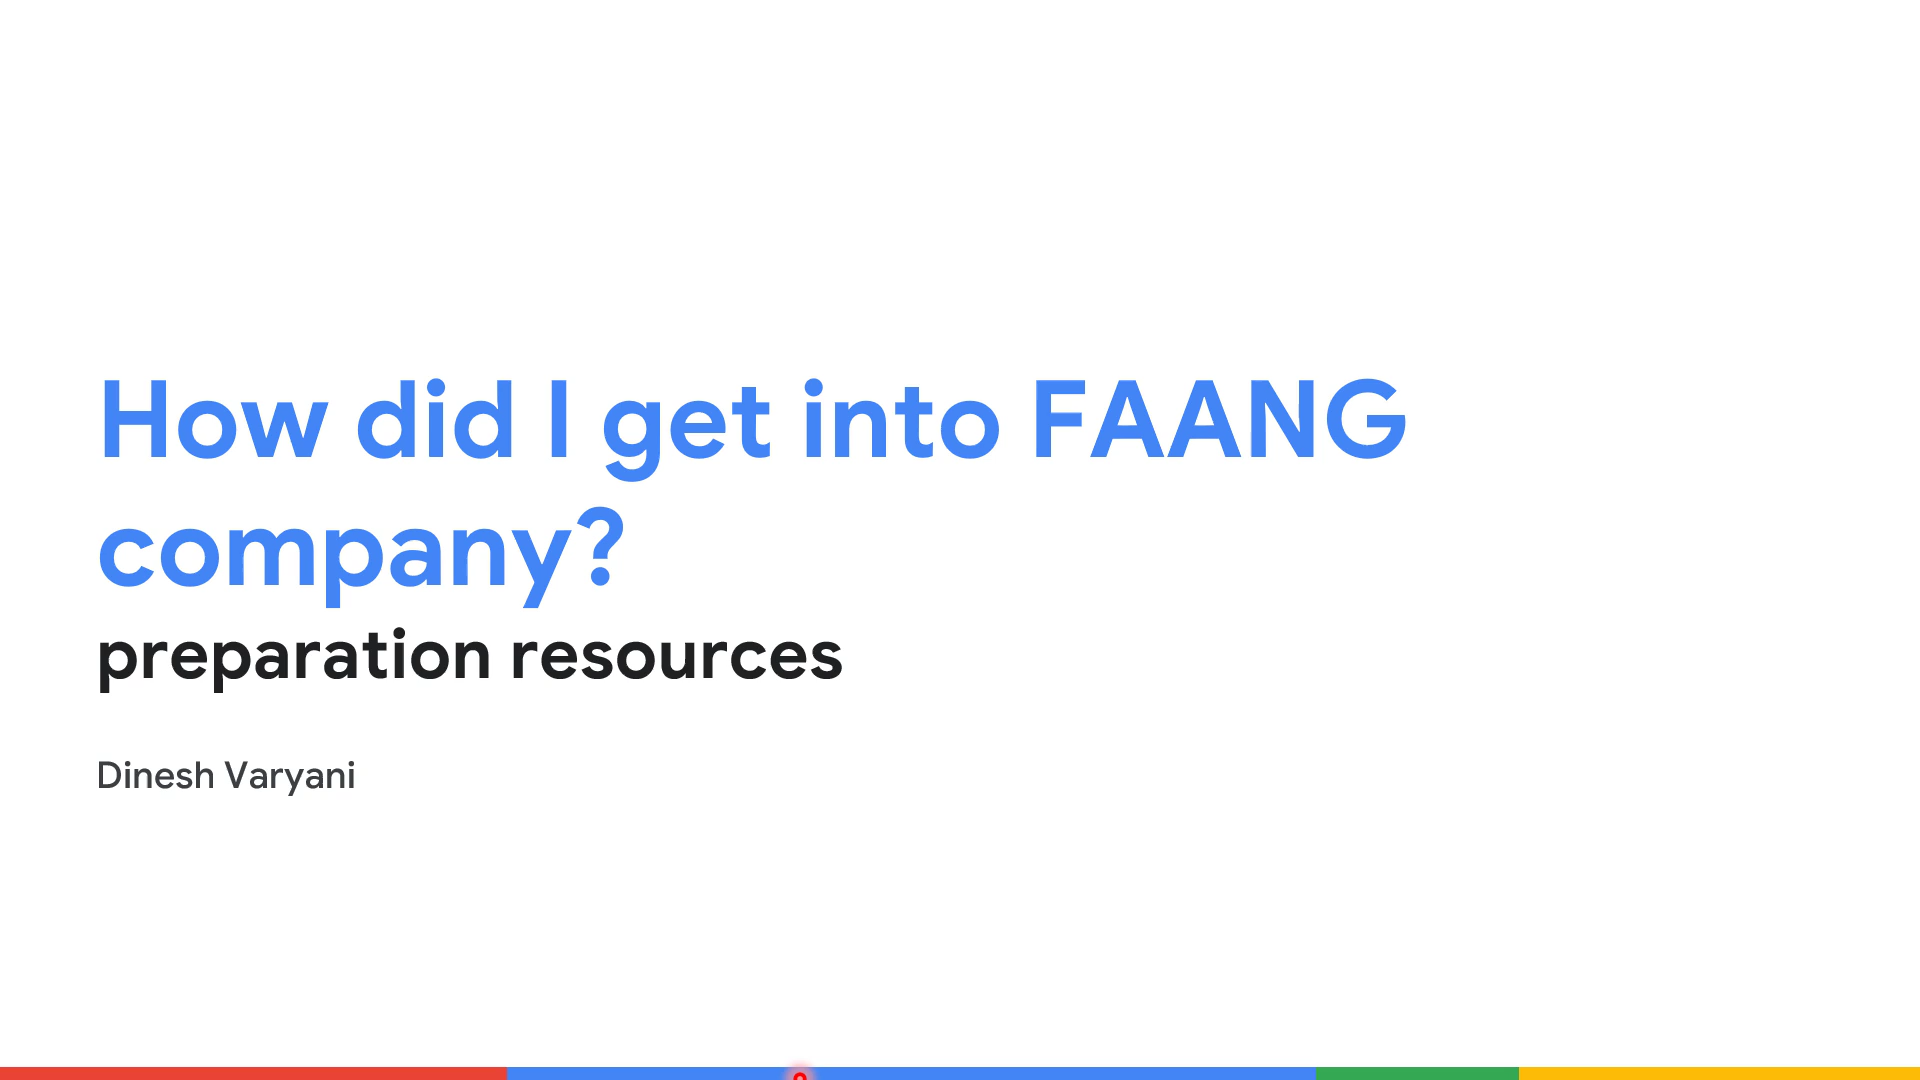 How did I get into FAANG
company?
preparation resources
Dinesh Varyani